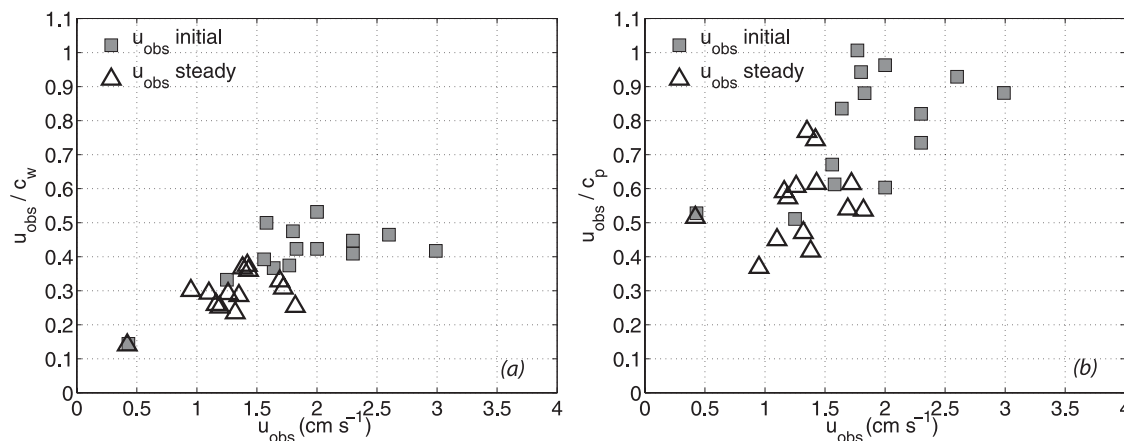 1.1
1
0.9
0.8
0.7
0.6
0.5
0.4
0.3
0.2
0.1
0
u_obs / c_w
u_obs initial
u_obs steady
(a)
0 0.5 1 1.5 2 2.5 3 3.5 4
u_obs (cm s⁻¹)
1.1
1
0.9
0.8
0.7
0.6
0.5
0.4
0.3
0.2
0.1
0
u_obs / c_p
u_obs initial
u_obs steady
(b)
0 0.5 1 1.5 2 2.5 3 3.5 4
u_obs (cm s⁻¹)